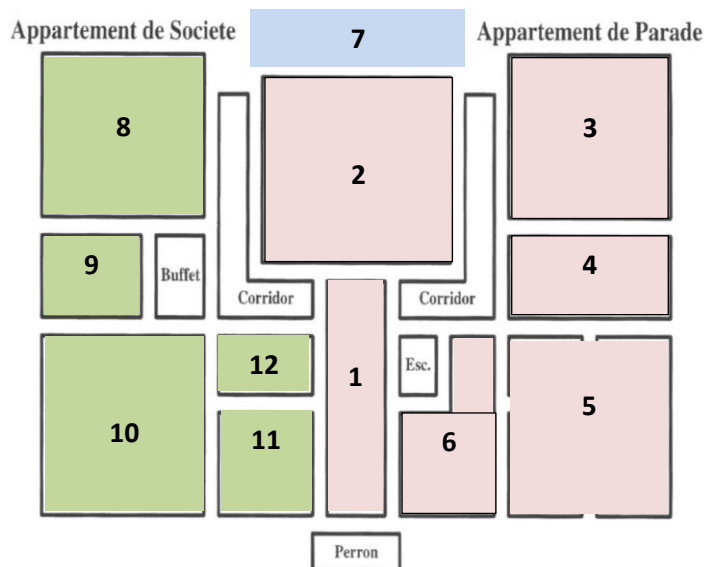 Appartement de Societe
7
Appartement de Parade
8
2
3
9
Buffet
Corridor
Corridor
4
12
1
Esc.
5
10
11
6
Perron